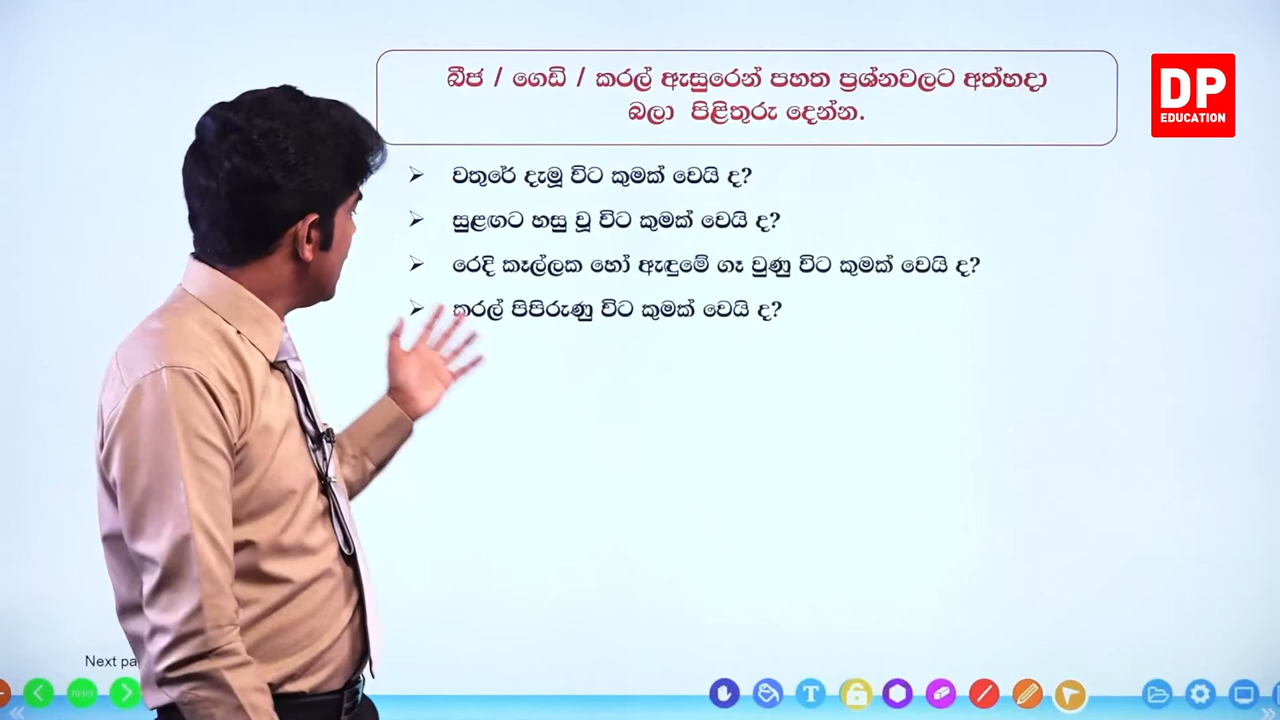 බීජ / ගෙඩි / කරල් ඇසුරෙන් පහත ප්‍රශ්නවලට අත්හදා
බලා පිළිතුරු දෙන්න.
DP
EDUCATION
➢ වතුරේ දැමූ විට කුමක් වෙයි ද?
➢ සුළඟට හසු වූ විට කුමක් වෙයි ද?
➢ රෙදි කෑල්ලක හෝ ඇඳුමේ ගෑ වුණු විට කුමක් වෙයි ද?
➢ කරල් පිපිරුණු විට කුමක් වෙයි ද?
Next pa